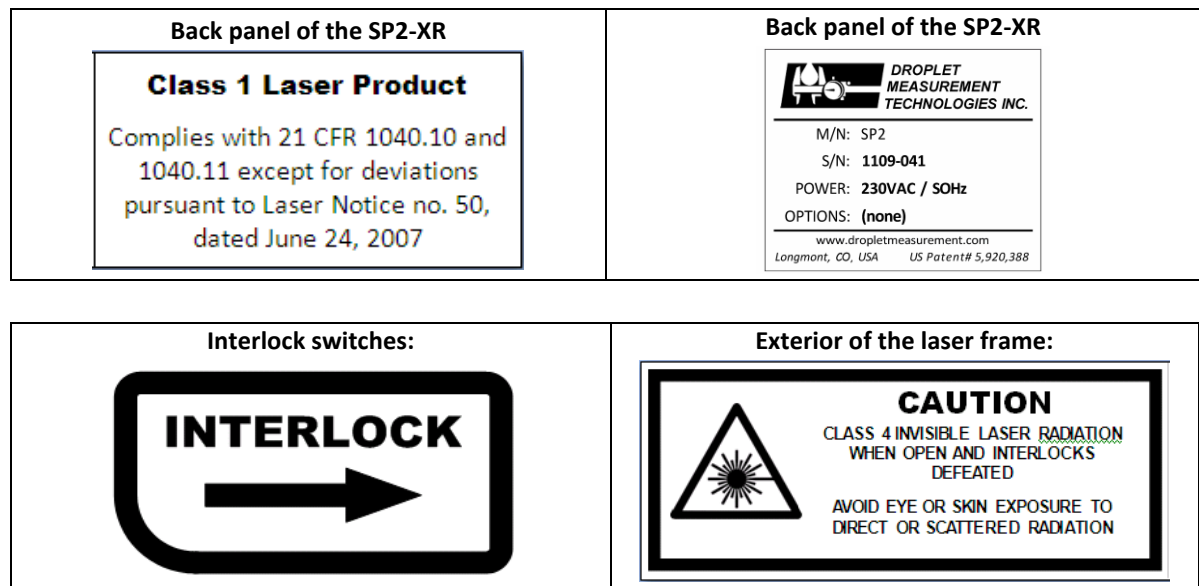 Back panel of the SP2-XR
Class 1 Laser Product
Complies with 21 CFR 1040.10 and
1040.11 except for deviations
pursuant to Laser Notice no. 50,
dated June 24, 2007
Back panel of the SP2-XR
DROPLET
MEASUREMENT
TECHNOLOGIES INC.
M/N: SP2
S/N: 1109-041
POWER: 230VAC / SOHz
OPTIONS: (none)
www.dropletmeasurement.com
Longmont, CO, USA US Patent# 5,920,388
Interlock switches:
INTERLOCK
Exterior of the laser frame:
CAUTION
CLASS 4 INVISIBLE LASER RADIATION
WHEN OPEN AND INTERLOCKS
DEFEATED
AVOID EYE OR SKIN EXPOSURE TO
DIRECT OR SCATTERED RADIATION